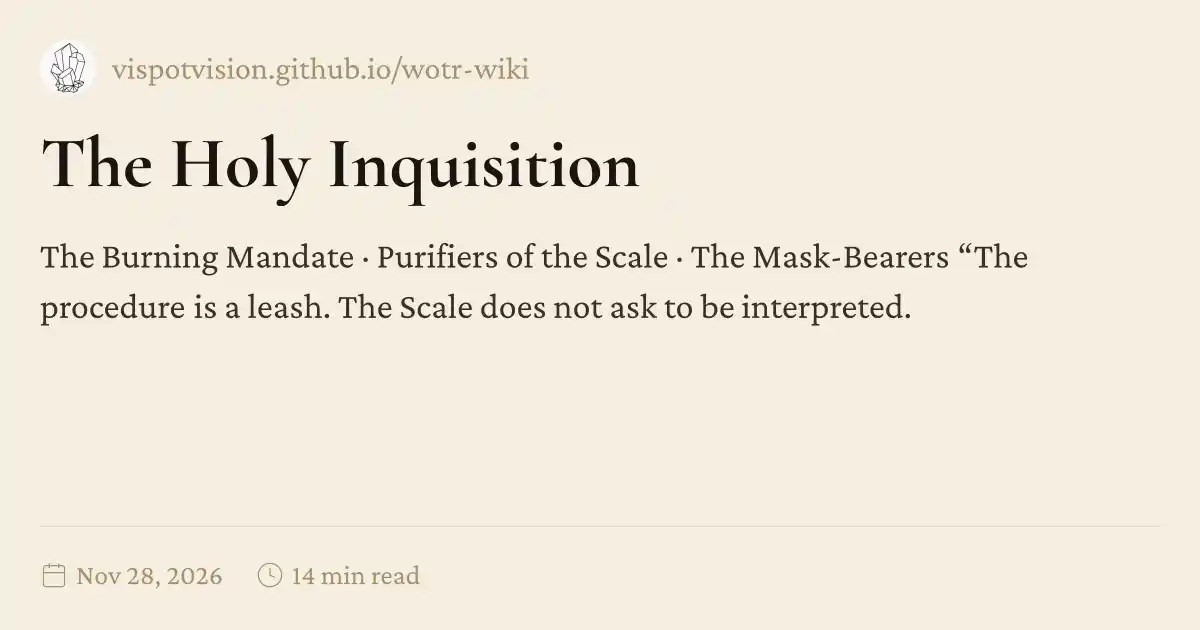 vispotvision.github.io/wotr-wiki
The Holy Inquisition
The Burning Mandate · Purifiers of the Scale · The Mask-Bearers “The
procedure is a leash. The Scale does not ask to be interpreted.
Nov 28, 2026 14 min read